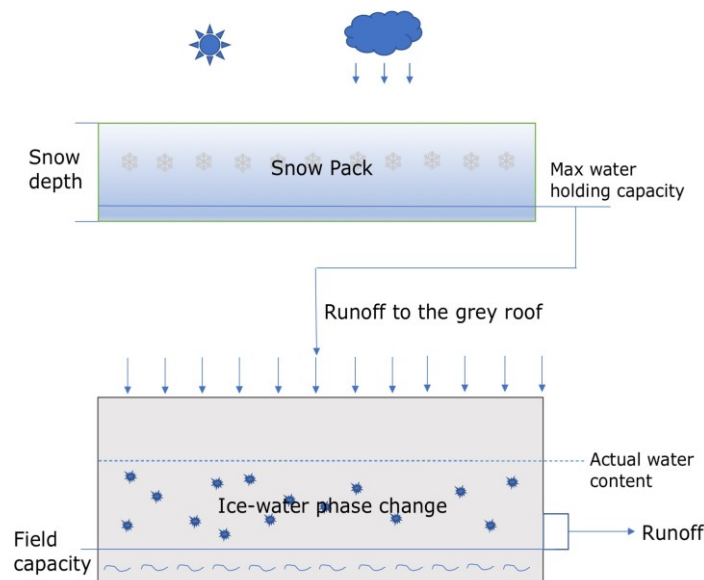 Snow
depth
Snow Pack
Max water
holding capacity
Runoff to the grey roof
Actual water
content
Ice-water phase change
Runoff
Field
capacity